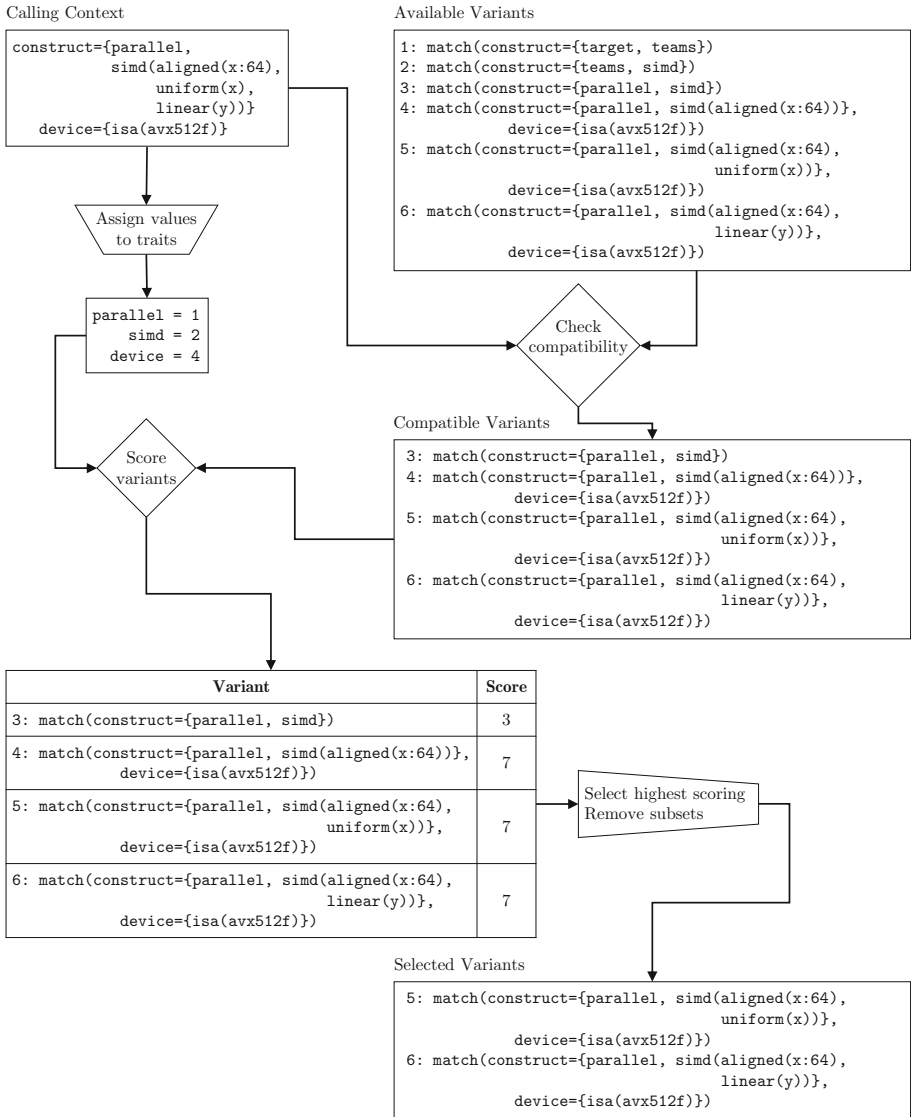 Calling Context
construct={parallel,
simd(aligned(x:64),
uniform(x),
linear(y))}
device={isa(avx512f)}
Available Variants
1: match(construct={target, teams})
2: match(construct={teams, simd})
3: match(construct={parallel, simd})
4: match(construct={parallel, simd(aligned(x:64))},
device={isa(avx512f)})
5: match(construct={parallel, simd(aligned(x:64),
uniform(x))},
device={isa(avx512f)})
6: match(construct={parallel, simd(aligned(x:64),
linear(y))},
device={isa(avx512f)})
Assign values
to traits
parallel = 1
simd = 2
device = 4
Check
compatibility
Compatible Variants
3: match(construct={parallel, simd})
4: match(construct={parallel, simd(aligned(x:64))},
device={isa(avx512f)})
5: match(construct={parallel, simd(aligned(x:64),
uniform(x))},
device={isa(avx512f)})
6: match(construct={parallel, simd(aligned(x:64),
linear(y))},
device={isa(avx512f)})
Score
variants
Variant Score
3: match(construct={parallel, simd}) 3
4: match(construct={parallel, simd(aligned(x:64))},
device={isa(avx512f)}) 7
5: match(construct={parallel, simd(aligned(x:64),
uniform(x))}, 7
device={isa(avx512f)})
6: match(construct={parallel, simd(aligned(x:64),
linear(y))}, 7
device={isa(avx512f)})
Select highest scoring
Remove subsets
Selected Variants
5: match(construct={parallel, simd(aligned(x:64),
uniform(x))},
device={isa(avx512f)})
6: match(construct={parallel, simd(aligned(x:64),
linear(y))},
device={isa(avx512f)})